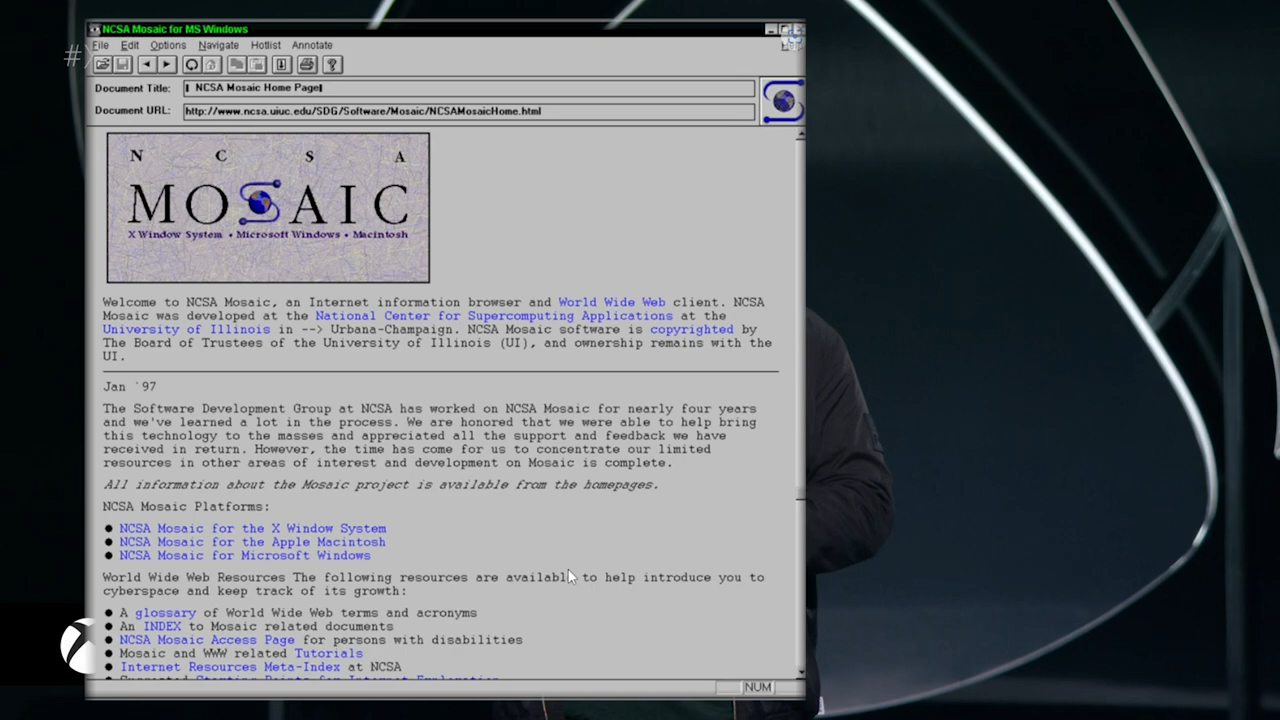 NCSA Mosaic for MS Windows
File Edit Options Navigate Hotlist Annotate
#
Document Title: NCSA Mosaic Home Page
Document URL: http://www.ncsa.uiuc.edu/SDG/Software/Mosaic/NCSAMosaicHome.html
N C S A
MOSAIC
X Window System • Microsoft Windows • Macintosh
Welcome to NCSA Mosaic, an Internet information browser and World Wide Web client. NCSA
Mosaic was developed at the National Center for Supercomputing Applications at the
University of Illinois in --> Urbana-Champaign. NCSA Mosaic software is copyrighted by
The Board of Trustees of the University of Illinois (UI), and ownership remains with the
UI.
Jan `97
The Software Development Group at NCSA has worked on NCSA Mosaic for nearly four years
and we've learned a lot in the process. We are honored that we were able to help bring
this technology to the masses and appreciated all the support and feedback we have
received in return. However, the time has come for us to concentrate our limited
resources in other areas of interest and development on Mosaic is complete.
All information about the Mosaic project is available from the homepages.
NCSA Mosaic Platforms:
● NCSA Mosaic for the X Window System
● NCSA Mosaic for the Apple Macintosh
● NCSA Mosaic for Microsoft Windows
World Wide Web Resources The following resources are available to help introduce you to
cyberspace and keep track of its growth:
● A glossary of World Wide Web terms and acronyms
● An INDEX to Mosaic related documents
● NCSA Mosaic Access Page for persons with disabilities
● Mosaic and WWW related Tutorials
● Internet Resources Meta-Index at NCSA
● Suggested Starting Points for Internet Exploration
NUM